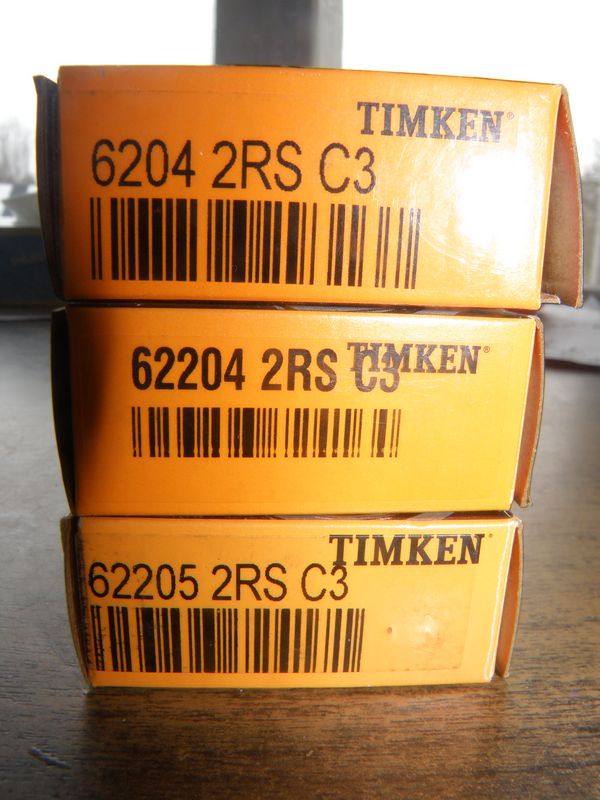 TIMKEN®
6204 2RS C3
62204 2RS C3 TIMKEN®
TIMKEN®
62205 2RS C3